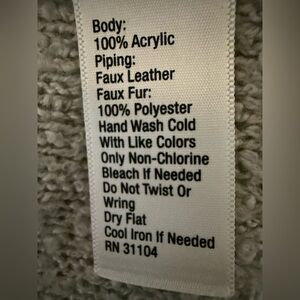 Body:
100% Acrylic
Piping:
Faux Leather
Faux Fur:
100% Polyester
Hand Wash Cold
With Like Colors
Only Non-Chlorine
Bleach If Needed
Do Not Twist Or
Wring
Dry Flat
Cool Iron If Needed
RN 31104